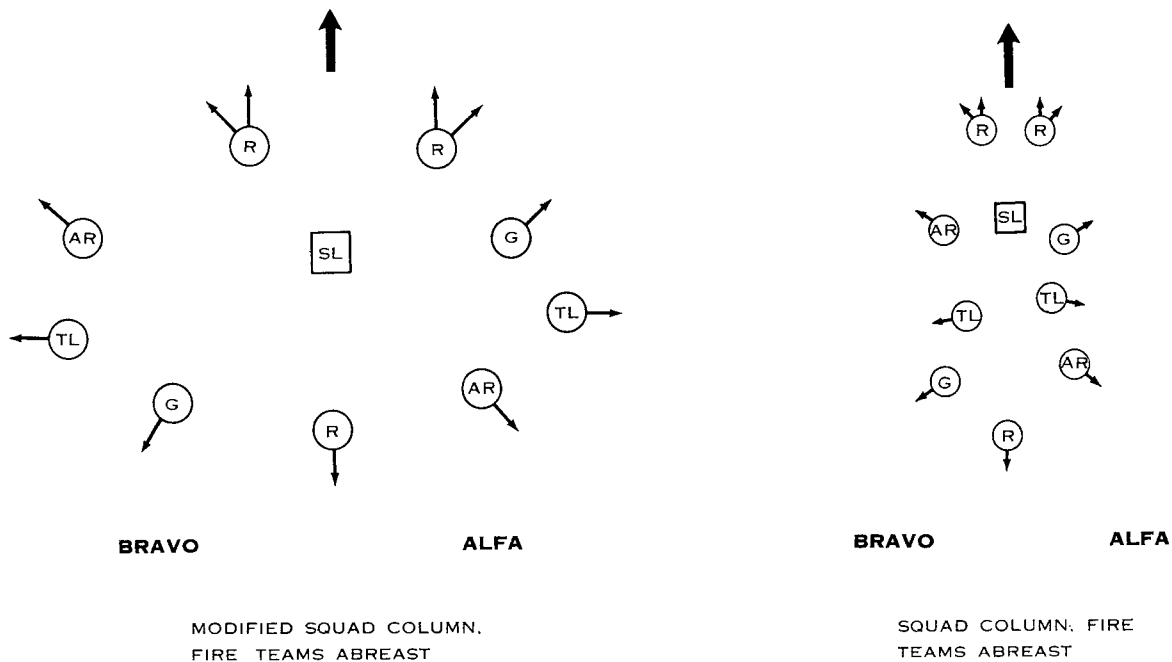 R
R
AR
SL
G
TL
TL
G
AR
R
BRAVO ALFA
MODIFIED SQUAD COLUMN,
FIRE TEAMS ABREAST
R R
SL
AR
G
TL
TL
AR
G
R
BRAVO ALFA
SQUAD COLUMN, FIRE
TEAMS ABREAST